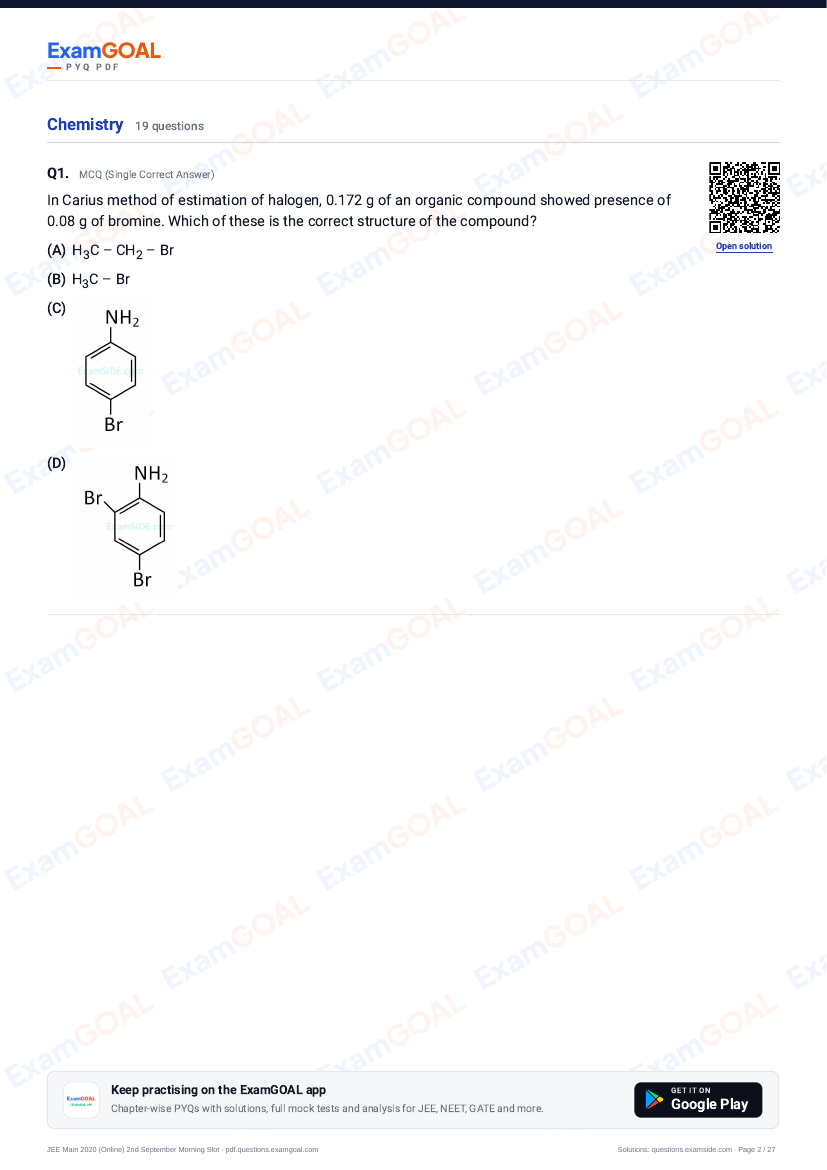 ExamGOAL
PYQ PDF
Chemistry 19 questions
Q1. MCQ (Single Correct Answer)
In Carius method of estimation of halogen, 0.172 g of an organic compound showed presence of
0.08 g of bromine. Which of these is the correct structure of the compound?
Open solution
(A) H₃C − CH₂ − Br
(B) H₃C − Br
(C)
NH₂
ExamSIDE.com
Br
(D)
NH₂
Br
ExamSIDE.com
Br
Keep practising on the ExamGOAL app
Chapter-wise PYQs with solutions, full mock tests and analysis for JEE, NEET, GATE and more.
GET IT ON
Google Play
JEE Main 2020 (Online) 2nd September Morning Slot · pdf.questions.examgoal.com
Solutions: questions.examside.com · Page 2 / 27